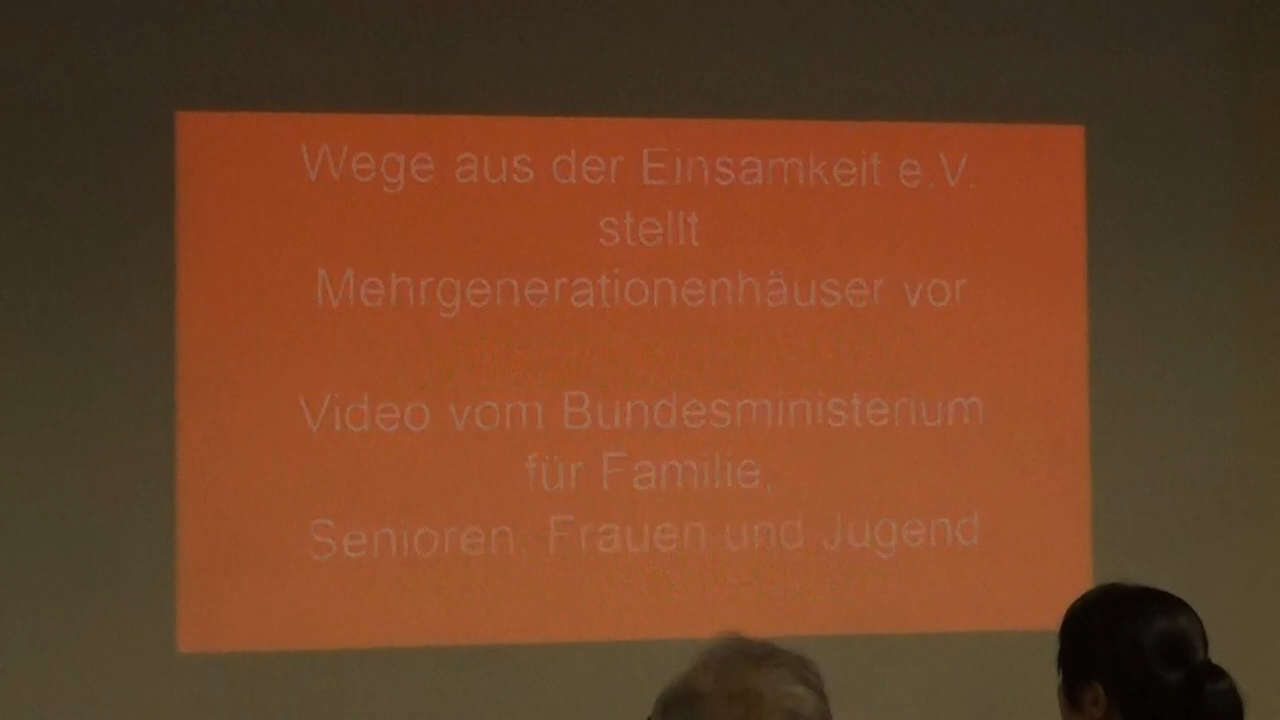 Wege aus der Einsamkeit e.V.
stellt
Mehrgenerationenhäuser vor
Video vom Bundesministerium
für Familie,
Senioren, Frauen und Jugend